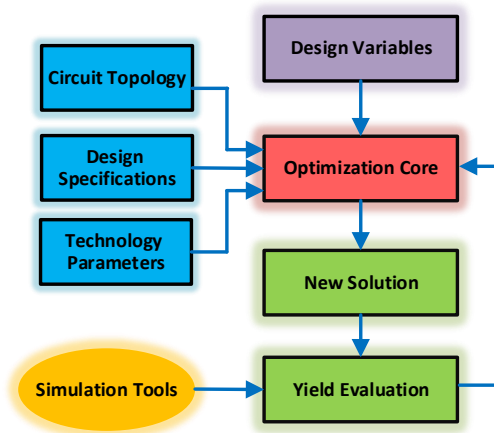 Design Variables
Circuit Topology
Design
Specifications
Optimization Core
Technology
Parameters
New Solution
Simulation Tools
Yield Evaluation